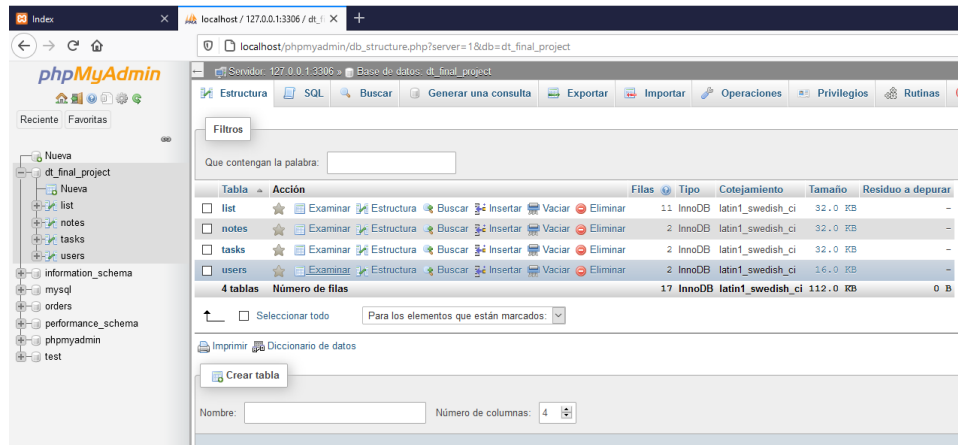 Index
localhost / 127.0.0.1:3306 / dt_fi
localhost/phpmyadmin/db_structure.php?server=1&db=dt_final_project
phpMyAdmin
Reciente Favoritas
Nueva
dt_final_project
Nueva
list
notes
tasks
users
information_schema
mysql
orders
performance_schema
phpmyadmin
test
Servidor: 127.0.0.1:3306 » Base de datos: dt_final_project
Estructura SQL Buscar Generar una consulta Exportar Importar Operaciones Privilegios Rutinas
Filtros
Que contengan la palabra:
Tabla Acción Filas Tipo Cotejamiento Tamaño Residuo a depurar
list Examinar Estructura Buscar Insertar Vaciar Eliminar 11 InnoDB latin1_swedish_ci 32.0 KB -
notes Examinar Estructura Buscar Insertar Vaciar Eliminar 2 InnoDB latin1_swedish_ci 32.0 KB -
tasks Examinar Estructura Buscar Insertar Vaciar Eliminar 2 InnoDB latin1_swedish_ci 32.0 KB -
users Examinar Estructura Buscar Insertar Vaciar Eliminar 2 InnoDB latin1_swedish_ci 16.0 KB -
4 tablas Número de filas 17 InnoDB latin1_swedish_ci 112.0 KB 0 B
Seleccionar todo Para los elementos que están marcados:
Imprimir Diccionario de datos
Crear tabla
Nombre: Número de columnas: 4